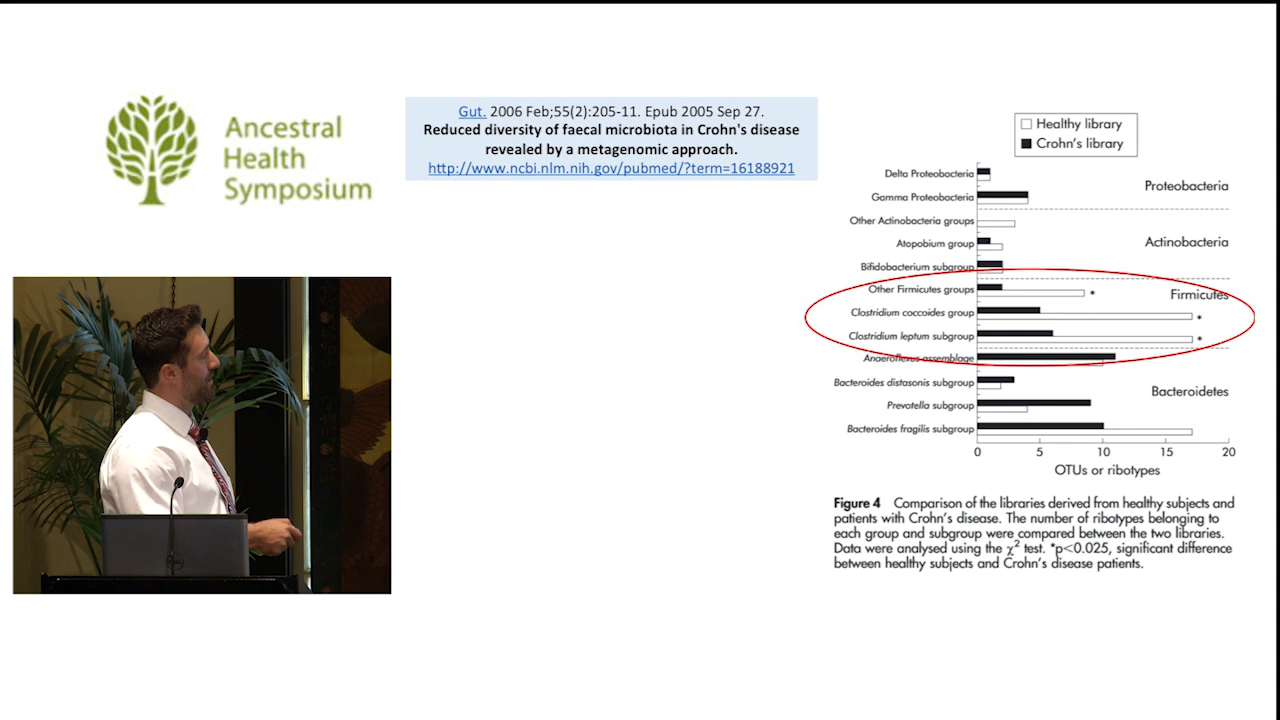 Ancestral
Health
Symposium
Gut. 2006 Feb;55(2):205-11. Epub 2005 Sep 27.
Reduced diversity of faecal microbiota in Crohn's disease
revealed by a metagenomic approach.
http://www.ncbi.nlm.nih.gov/pubmed/?term=16188921
Healthy library
Crohn's library
Delta Proteobacteria
Gamma Proteobacteria
Proteobacteria
Other Actinobacteria groups
Atopobium group
Bifidobacterium subgroup
Actinobacteria
Other Firmicutes groups
*
Firmicutes
Clostridium coccoides group
*
Clostridium leptum subgroup
*
Anaeroflexus assemblage
Bacteroides distasonis subgroup
Prevotella subgroup
Bacteroides fragilis subgroup
Bacteroidetes
0 5 10 15 20
OTUs or ribotypes
Figure 4 Comparison of the libraries derived from healthy subjects and
patients with Crohn's disease. The number of ribotypes belonging to
each group and subgroup were compared between the two libraries.
Data were analysed using the χ² test. *p<0.025, significant difference
between healthy subjects and Crohn's disease patients.